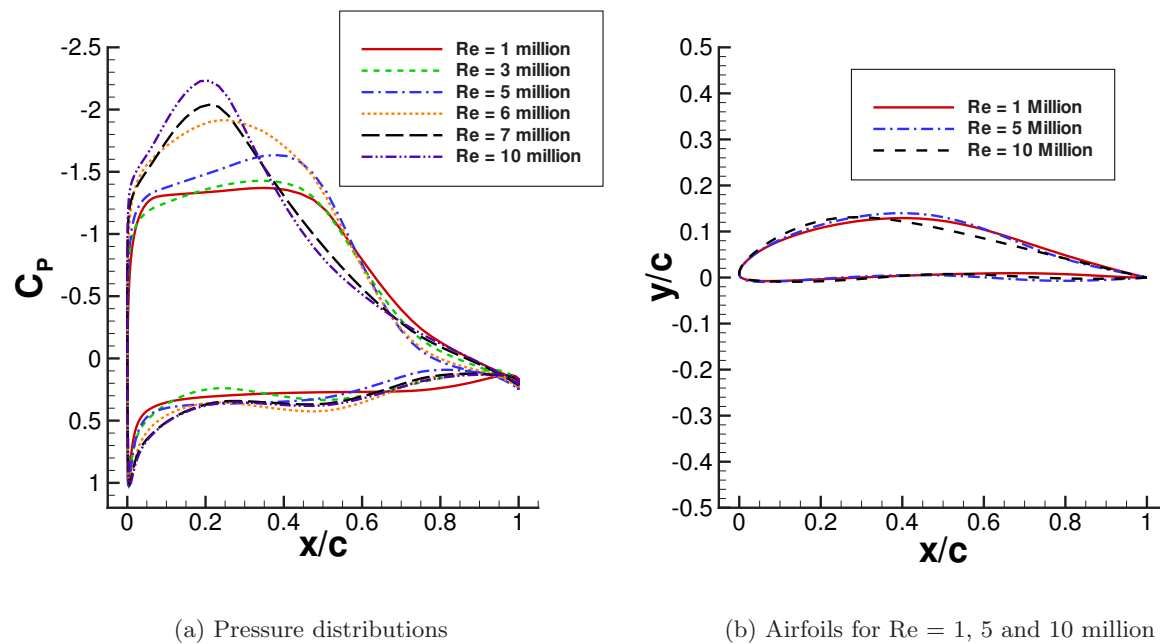 Re = 1 million
Re = 3 million
Re = 5 million
Re = 6 million
Re = 7 million
Re = 10 million
-2.5
-2
-1.5
-1
-0.5
0
0.5
1
CP
0 0.2 0.4 0.6 0.8 1
x/c
(a) Pressure distributions
Re = 1 Million
Re = 5 Million
Re = 10 Million
0.5
0.4
0.3
0.2
0.1
0
-0.1
-0.2
-0.3
-0.4
-0.5
y/c
0 0.2 0.4 0.6 0.8 1
x/c
(b) Airfoils for Re = 1, 5 and 10 million